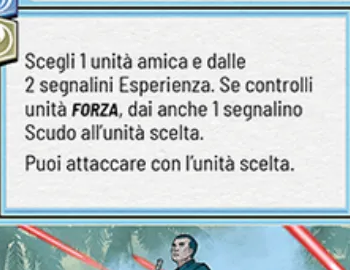 Scegli 1 unità amica e dalle
2 segnalini Esperienza. Se controlli
unità FORZA, dai anche 1 segnalino
Scudo all'unità scelta.
Puoi attaccare con l'unità scelta.